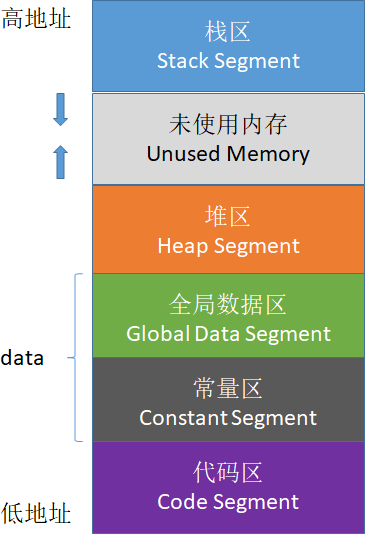 高地址
栈区
Stack Segment
未使用内存
Unused Memory
堆区
Heap Segment
全局数据区
Global Data Segment
data
常量区
Constant Segment
代码区
Code Segment
低地址